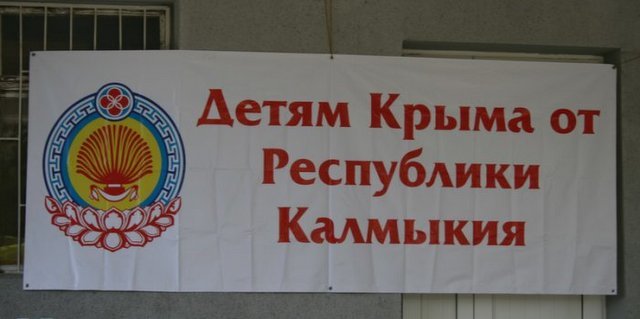 Детям Крыма от
Республики
Калмыкия